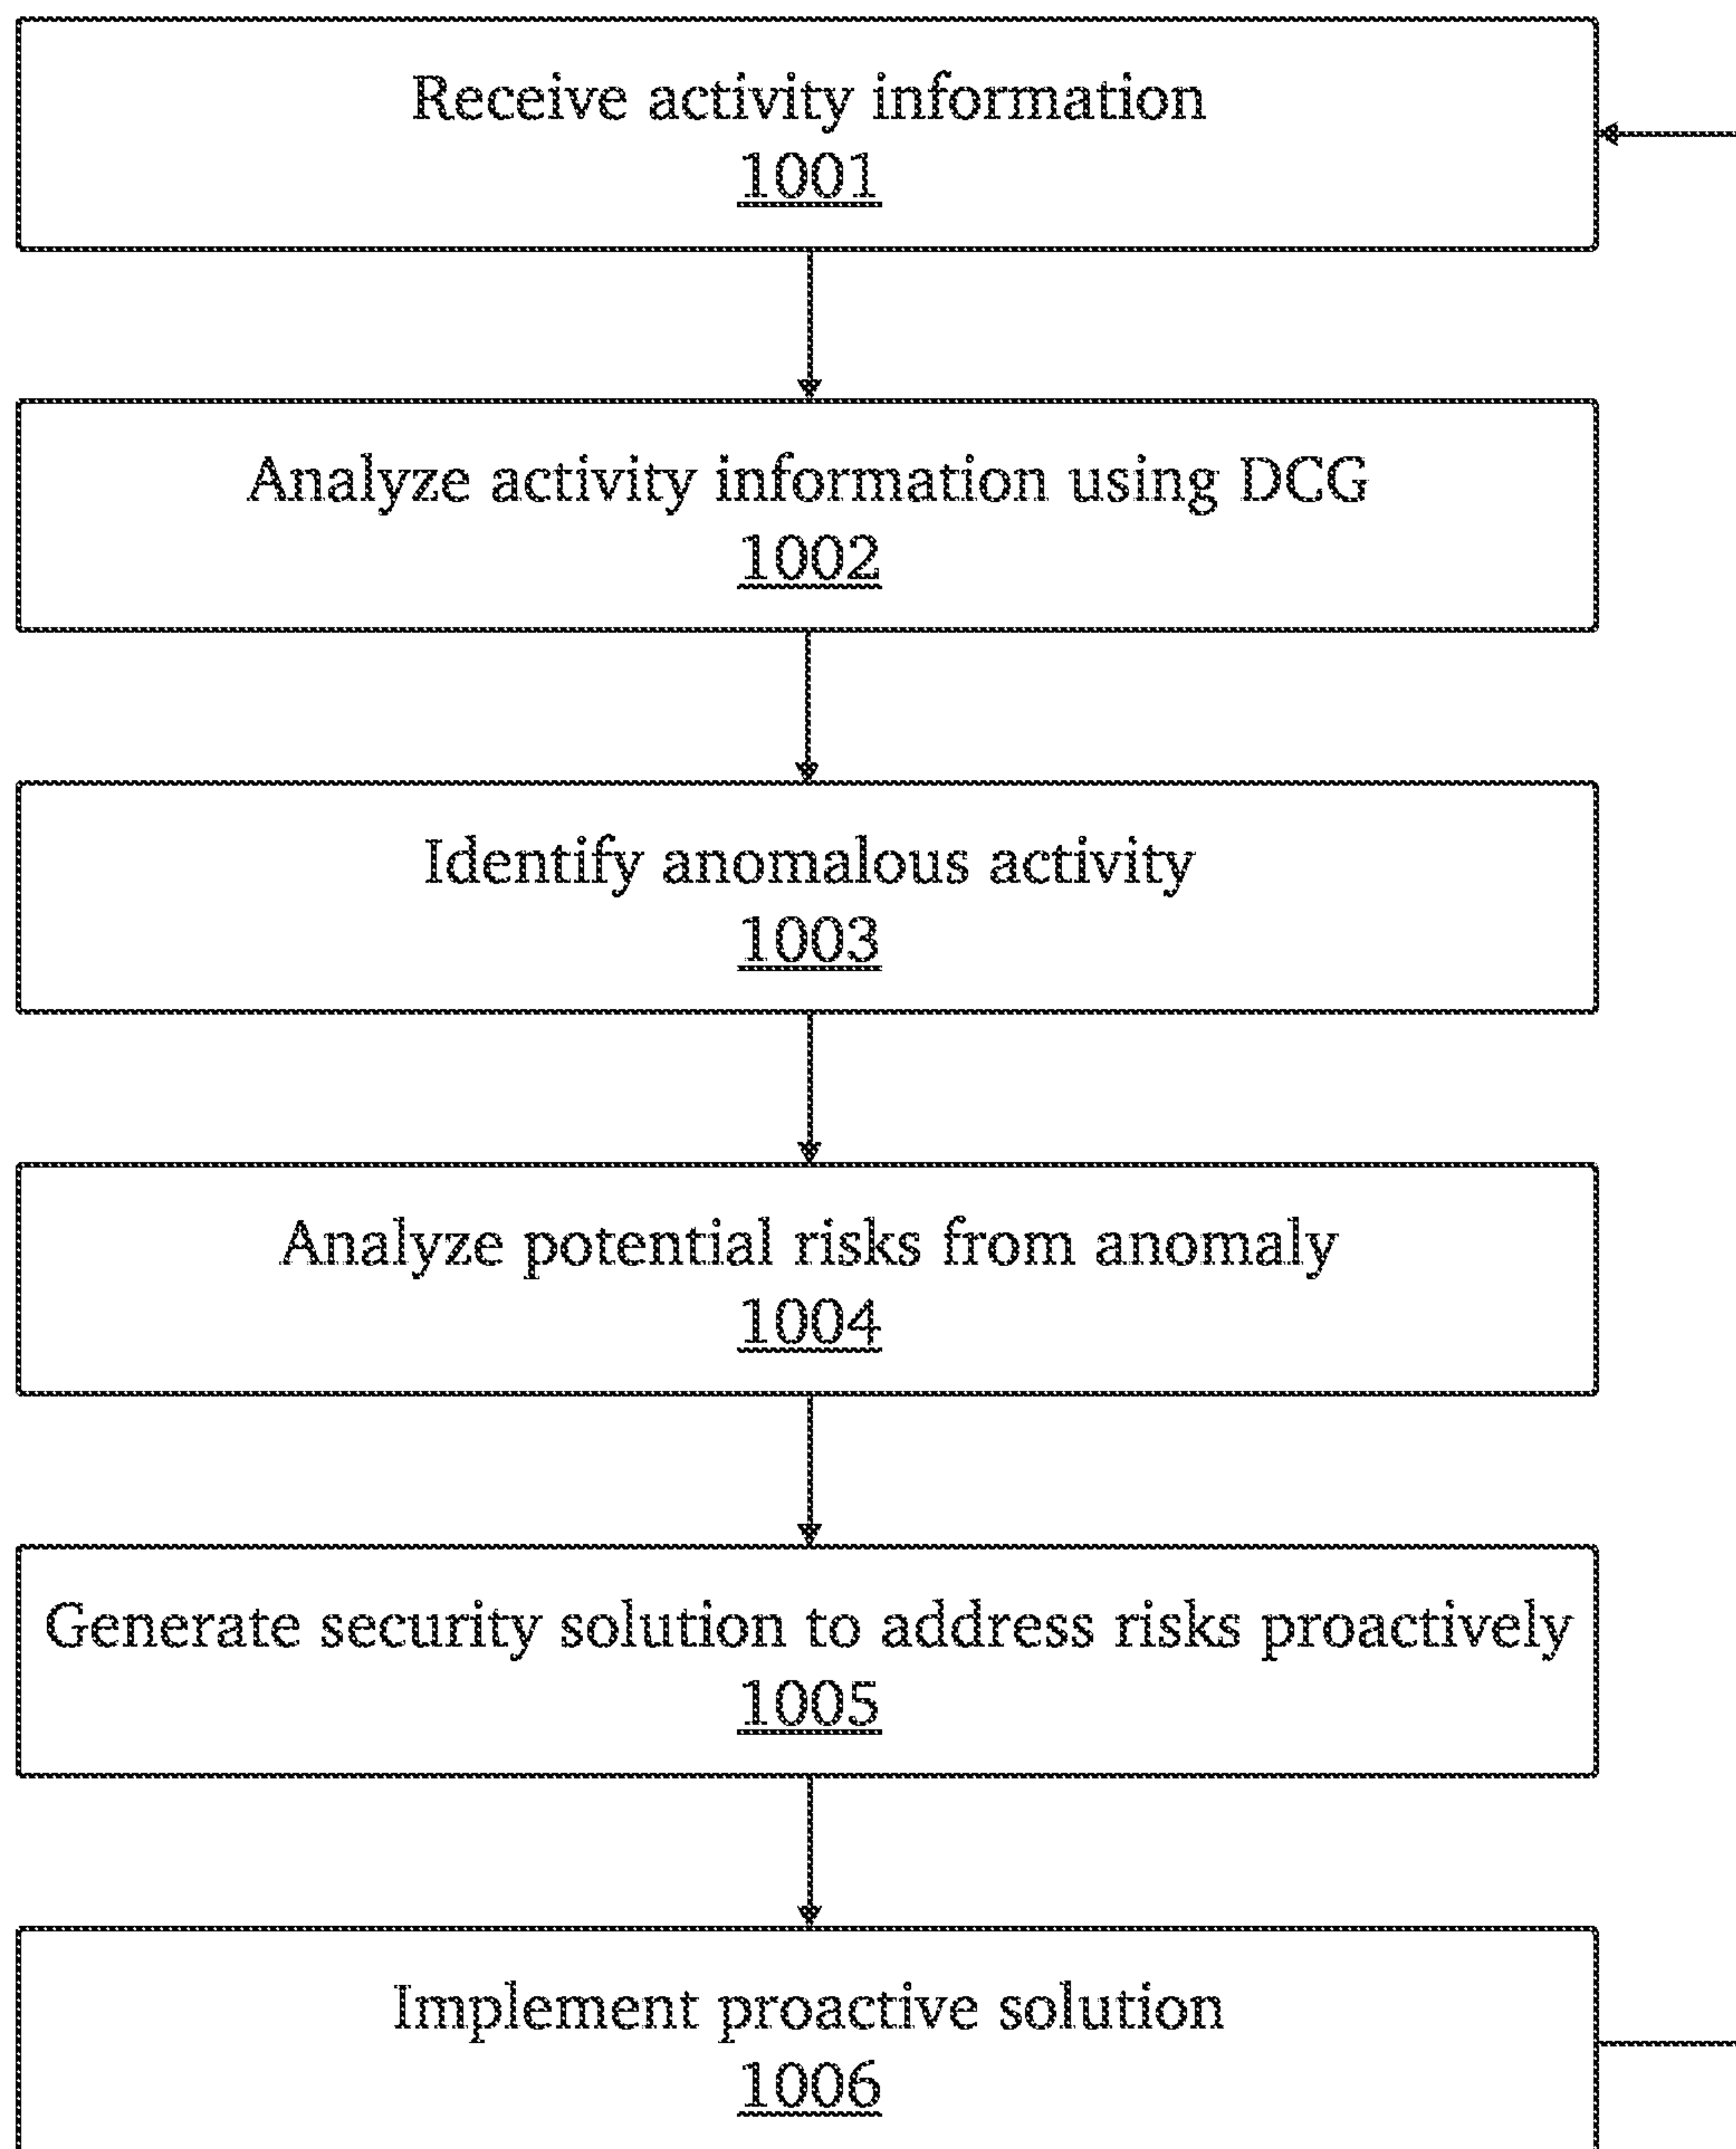 Receive activity information
1001
Analyze activity information using DCG
1002
Identify anomalous activity
1003
Analyze potential risks from anomaly
1004
Generate security solution to address risks proactively
1005
Implement proactive solution
1006